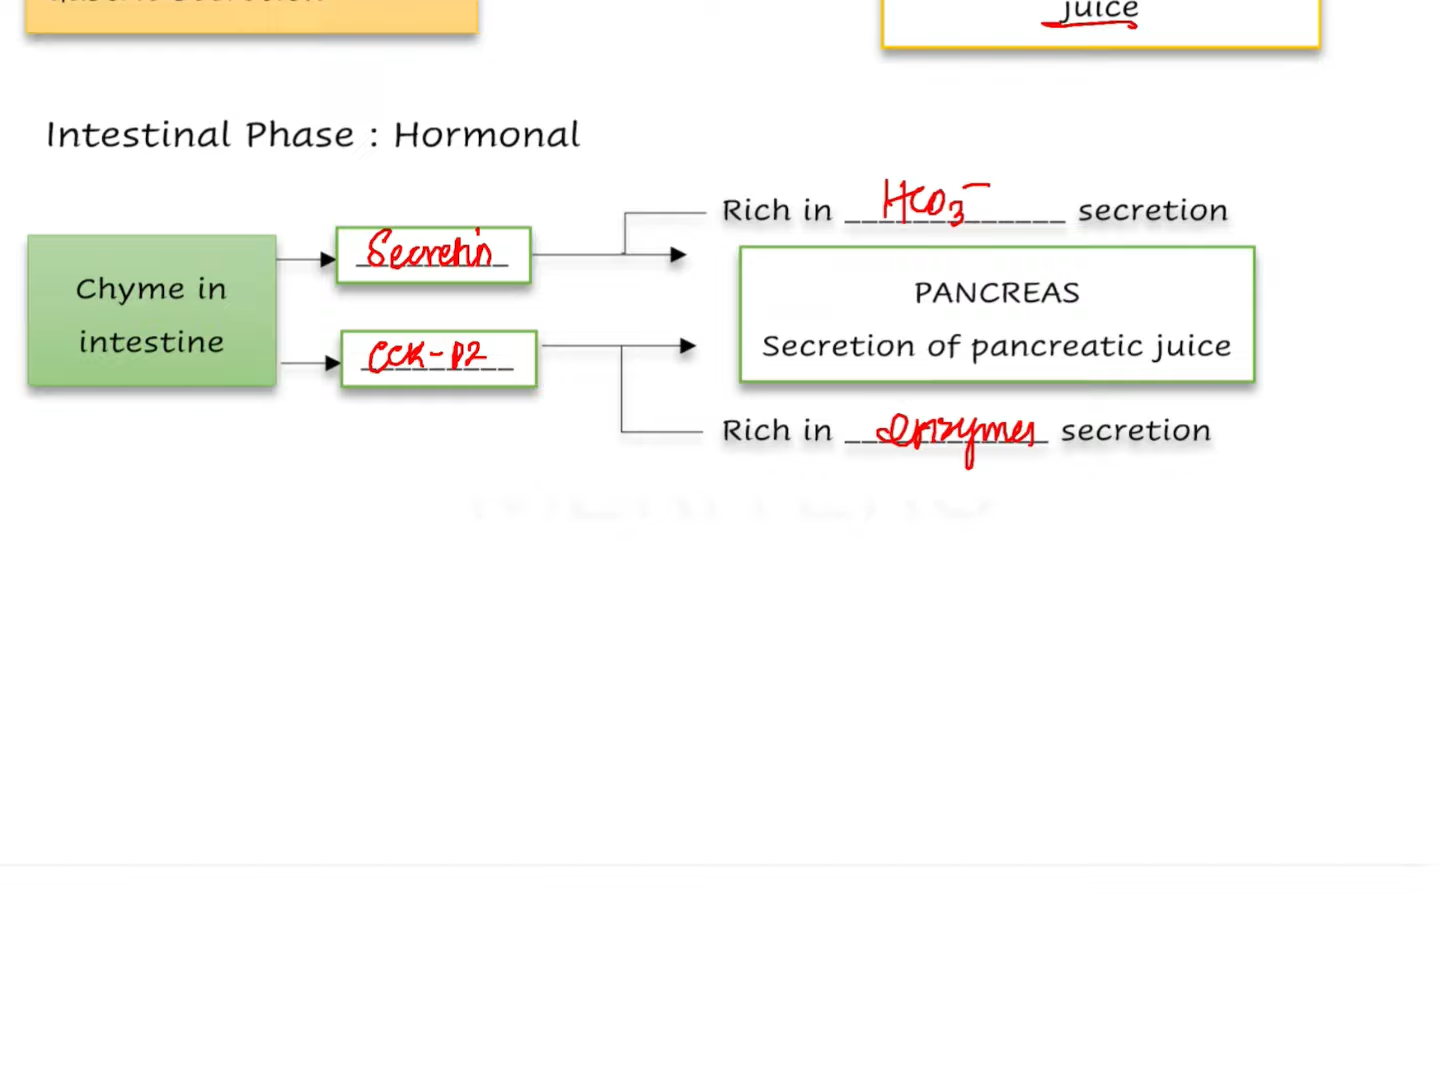 juice
Intestinal Phase : Hormonal
Rich in HCO3⁻ secretion
Secretin
Chyme in
intestine
PANCREAS
Secretion of pancreatic juice
CCK-PZ
Rich in enzymes secretion